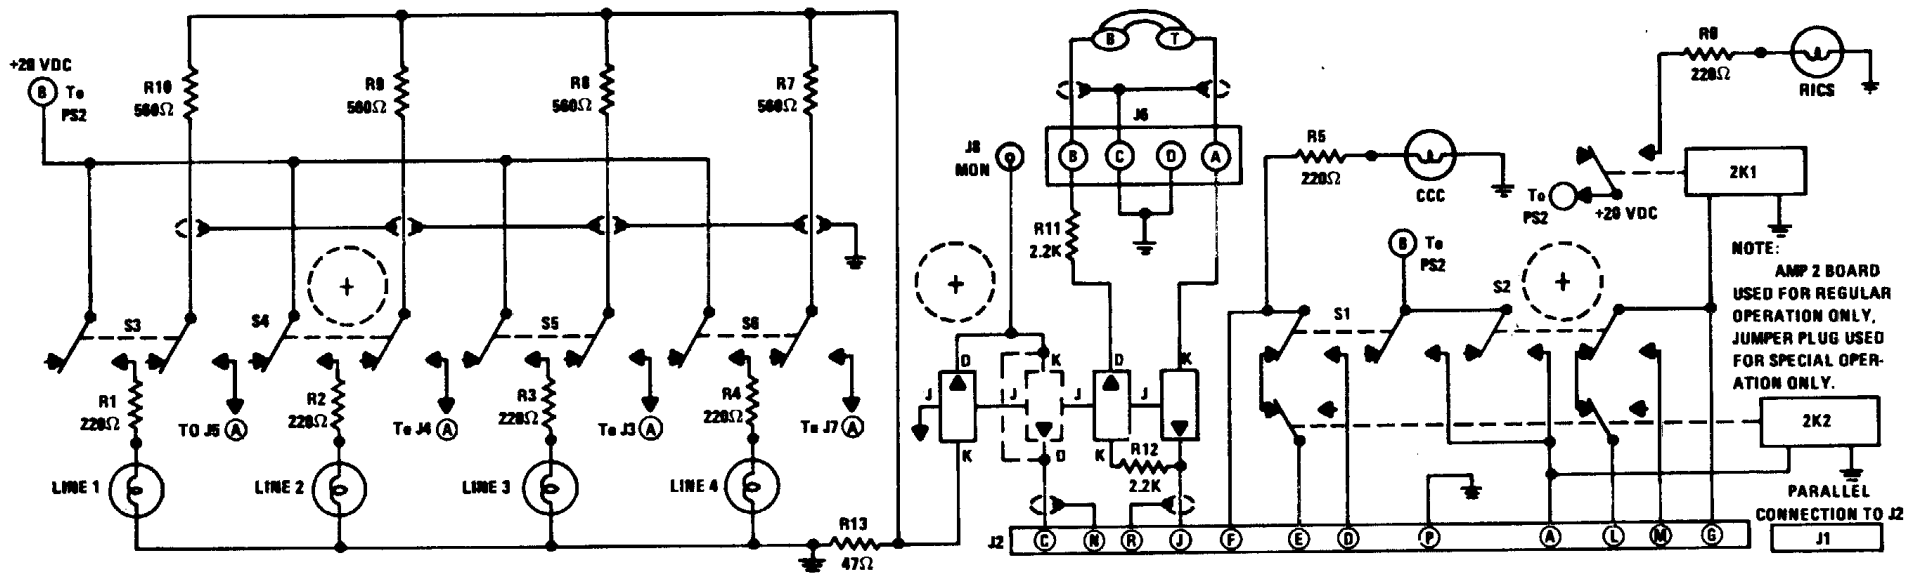 +28 VDC
B To
PS2
R10
560Ω
R9
560Ω
R8
560Ω
R7
560Ω
S3
S4
S5
S6
R1
220Ω
R2
220Ω
R3
220Ω
R4
220Ω
TO J5 A
To J4 A
To J3 A
To J7 A
LINE 1
LINE 2
LINE 3
LINE 4
R13
47Ω
B
T
J6
B
C
D
A
J8
MON
R11
2.2K
D
K
D
K
J
J
J
J
K
D
K
R12
2.2K
R5
220Ω
CCC
R6
220Ω
RICS
2K1
To
PS2
+28 VDC
B To
PS2
S1
S2
NOTE:
AMP 2 BOARD
USED FOR REGULAR
OPERATION ONLY,
JUMPER PLUG USED
FOR SPECIAL OPER-
ATION ONLY.
2K2
PARALLEL
CONNECTION TO J2
J1
J2
C
N
R
J
F
E
D
P
A
L
M
G